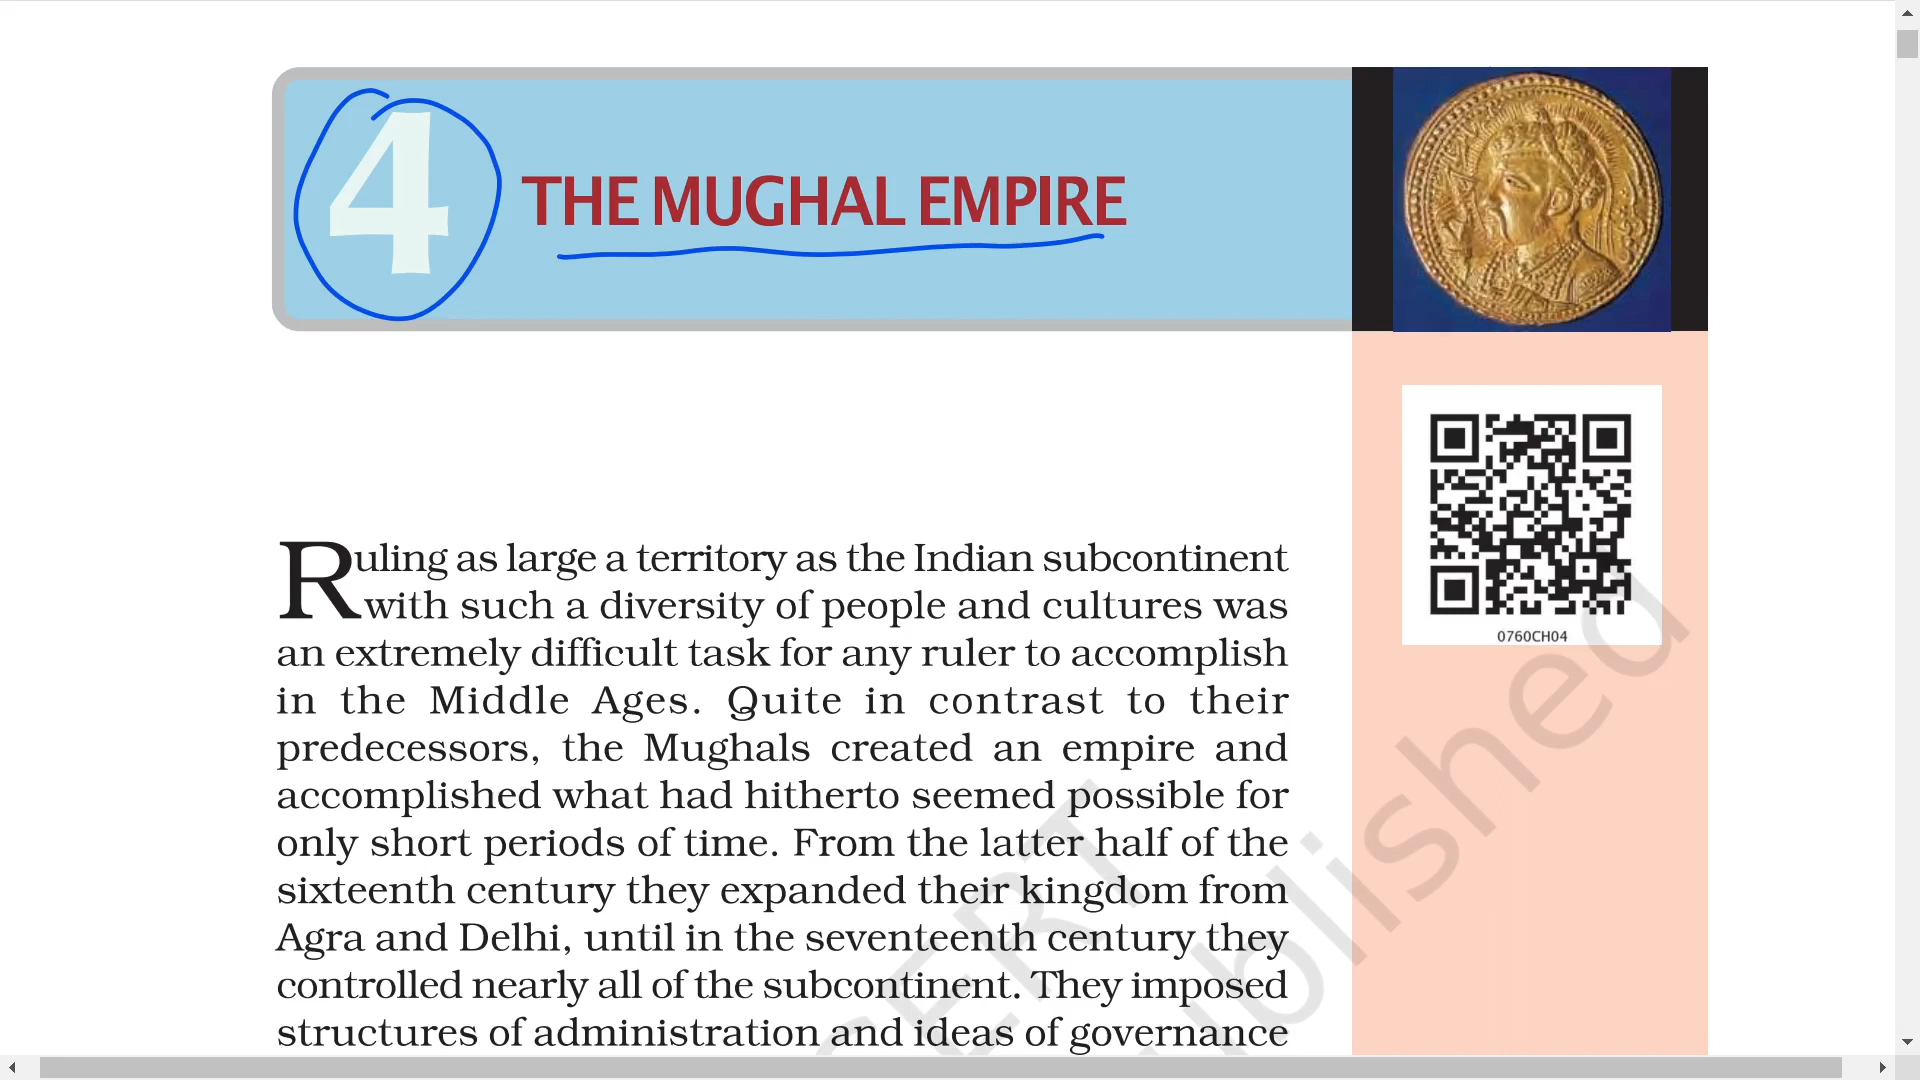 4
THE MUGHAL EMPIRE
0760CH04
Ruling as large a territory as the Indian subcontinent
with such a diversity of people and cultures was
an extremely difficult task for any ruler to accomplish
in the Middle Ages. Quite in contrast to their
predecessors, the Mughals created an empire and
accomplished what had hitherto seemed possible for
only short periods of time. From the latter half of the
sixteenth century they expanded their kingdom from
Agra and Delhi, until in the seventeenth century they
controlled nearly all of the subcontinent. They imposed
structures of administration and ideas of governance